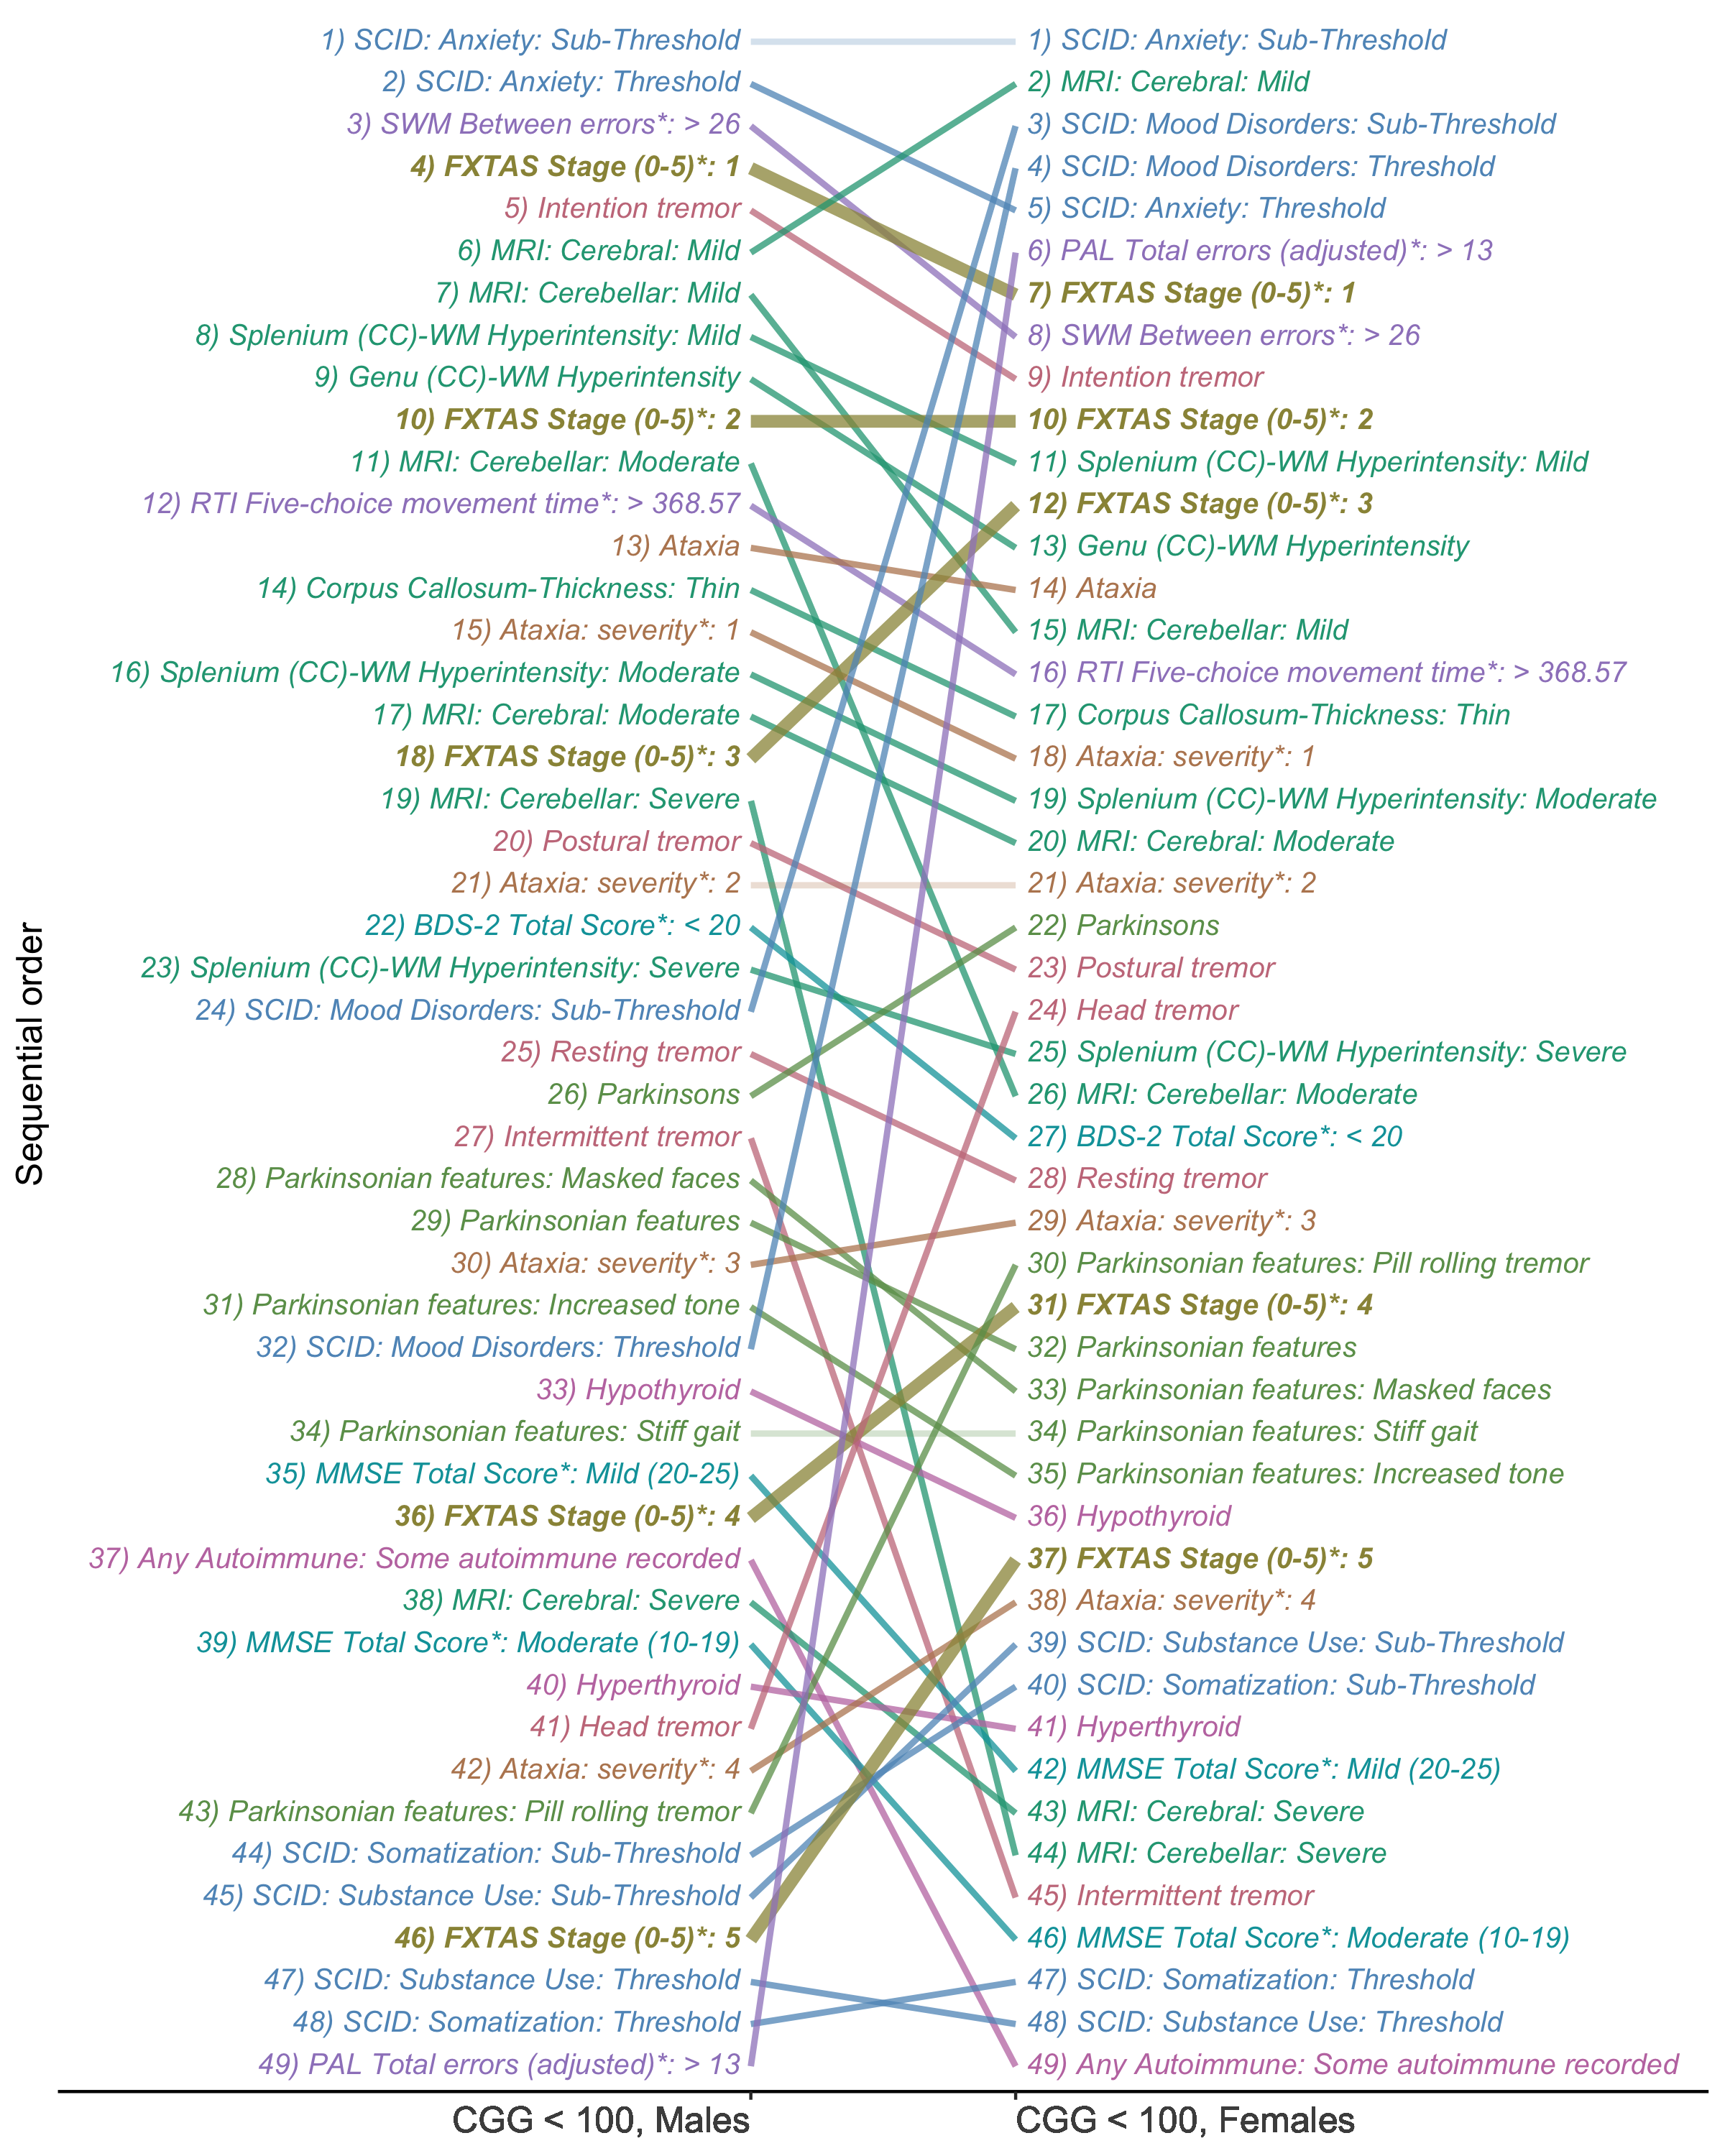 Sequential order
1) SCID: Anxiety: Sub-Threshold
2) SCID: Anxiety: Threshold
3) SWM Between errors*: > 26
4) FXTAS Stage (0-5)*: 1
5) Intention tremor
6) MRI: Cerebral: Mild
7) MRI: Cerebellar: Mild
8) Splenium (CC)-WM Hyperintensity: Mild
9) Genu (CC)-WM Hyperintensity
10) FXTAS Stage (0-5)*: 2
11) MRI: Cerebellar: Moderate
12) RTI Five-choice movement time*: > 368.57
13) Ataxia
14) Corpus Callosum-Thickness: Thin
15) Ataxia: severity*: 1
16) Splenium (CC)-WM Hyperintensity: Moderate
17) MRI: Cerebral: Moderate
18) FXTAS Stage (0-5)*: 3
19) MRI: Cerebellar: Severe
20) Postural tremor
21) Ataxia: severity*: 2
22) BDS-2 Total Score*: < 20
23) Splenium (CC)-WM Hyperintensity: Severe
24) SCID: Mood Disorders: Sub-Threshold
25) Resting tremor
26) Parkinsons
27) Intermittent tremor
28) Parkinsonian features: Masked faces
29) Parkinsonian features
30) Ataxia: severity*: 3
31) Parkinsonian features: Increased tone
32) SCID: Mood Disorders: Threshold
33) Hypothyroid
34) Parkinsonian features: Stiff gait
35) MMSE Total Score*: Mild (20-25)
36) FXTAS Stage (0-5)*: 4
37) Any Autoimmune: Some autoimmune recorded
38) MRI: Cerebral: Severe
39) MMSE Total Score*: Moderate (10-19)
40) Hyperthyroid
41) Head tremor
42) Ataxia: severity*: 4
43) Parkinsonian features: Pill rolling tremor
44) SCID: Somatization: Sub-Threshold
45) SCID: Substance Use: Sub-Threshold
46) FXTAS Stage (0-5)*: 5
47) SCID: Substance Use: Threshold
48) SCID: Somatization: Threshold
49) PAL Total errors (adjusted)*: > 13
CGG < 100, Males
1) SCID: Anxiety: Sub-Threshold
2) MRI: Cerebral: Mild
3) SCID: Mood Disorders: Sub-Threshold
4) SCID: Mood Disorders: Threshold
5) SCID: Anxiety: Threshold
6) PAL Total errors (adjusted)*: > 13
7) FXTAS Stage (0-5)*: 1
8) SWM Between errors*: > 26
9) Intention tremor
10) FXTAS Stage (0-5)*: 2
11) Splenium (CC)-WM Hyperintensity: Mild
12) FXTAS Stage (0-5)*: 3
13) Genu (CC)-WM Hyperintensity
14) Ataxia
15) MRI: Cerebellar: Mild
16) RTI Five-choice movement time*: > 368.57
17) Corpus Callosum-Thickness: Thin
18) Ataxia: severity*: 1
19) Splenium (CC)-WM Hyperintensity: Moderate
20) MRI: Cerebral: Moderate
21) Ataxia: severity*: 2
22) Parkinsons
23) Postural tremor
24) Head tremor
25) Splenium (CC)-WM Hyperintensity: Severe
26) MRI: Cerebellar: Moderate
27) BDS-2 Total Score*: < 20
28) Resting tremor
29) Ataxia: severity*: 3
30) Parkinsonian features: Pill rolling tremor
31) FXTAS Stage (0-5)*: 4
32) Parkinsonian features
33) Parkinsonian features: Masked faces
34) Parkinsonian features: Stiff gait
35) Parkinsonian features: Increased tone
36) Hypothyroid
37) FXTAS Stage (0-5)*: 5
38) Ataxia: severity*: 4
39) SCID: Substance Use: Sub-Threshold
40) SCID: Somatization: Sub-Threshold
41) Hyperthyroid
42) MMSE Total Score*: Mild (20-25)
43) MRI: Cerebral: Severe
44) MRI: Cerebellar: Severe
45) Intermittent tremor
46) MMSE Total Score*: Moderate (10-19)
47) SCID: Somatization: Threshold
48) SCID: Substance Use: Threshold
49) Any Autoimmune: Some autoimmune recorded
CGG < 100, Females